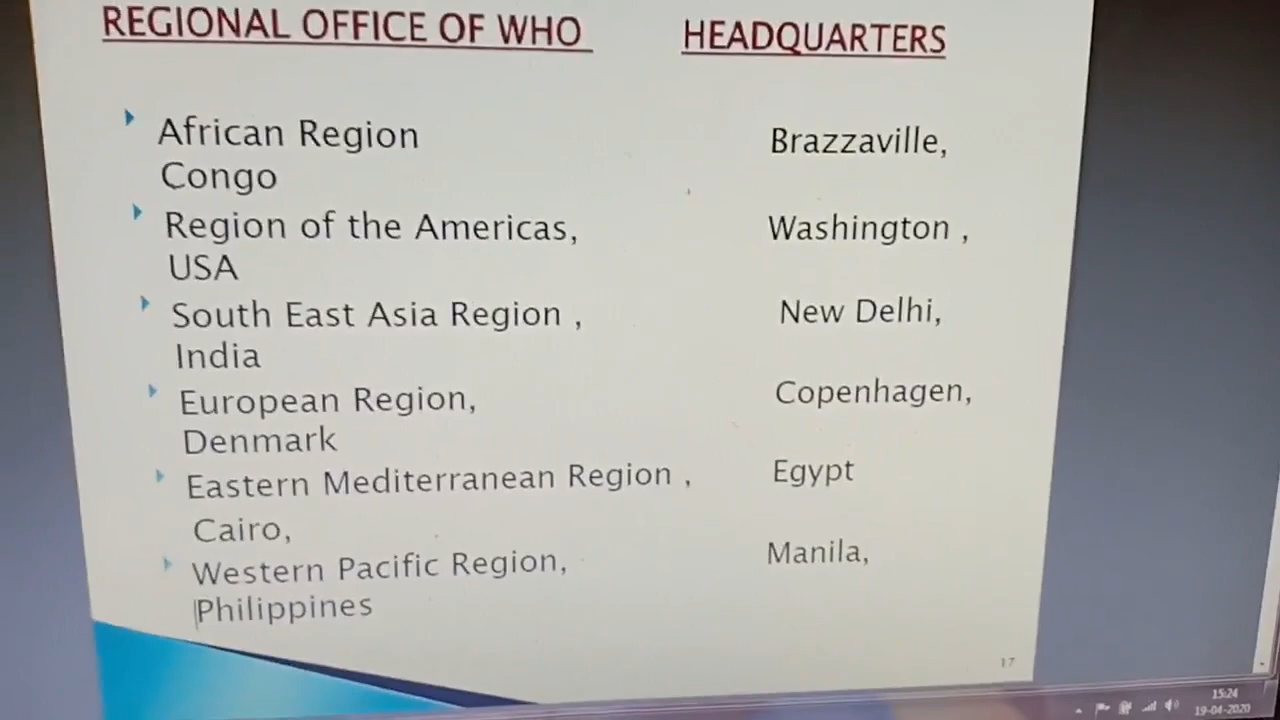 REGIONAL OFFICE OF WHO HEADQUARTERS
African Region Brazzaville,
Congo
Region of the Americas, Washington ,
USA
South East Asia Region , New Delhi,
India
European Region, Copenhagen,
Denmark
Eastern Mediterranean Region , Egypt
Cairo,
Western Pacific Region, Manila,
Philippines
17
15:24
19-04-2020